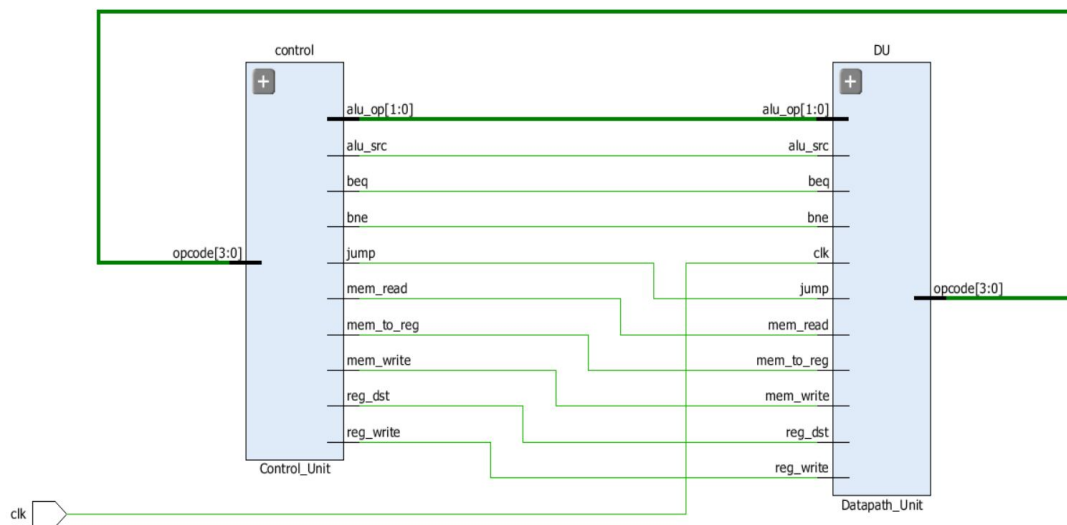 control
DU
alu_op[1:0]
alu_op[1:0]
alu_src
alu_src
beq
beq
bne
bne
opcode[3:0]
jump
clk
mem_read
jump
opcode[3:0]
mem_to_reg
mem_read
mem_write
mem_to_reg
reg_dst
mem_write
reg_write
reg_dst
Control_Unit
reg_write
Datapath_Unit
clk